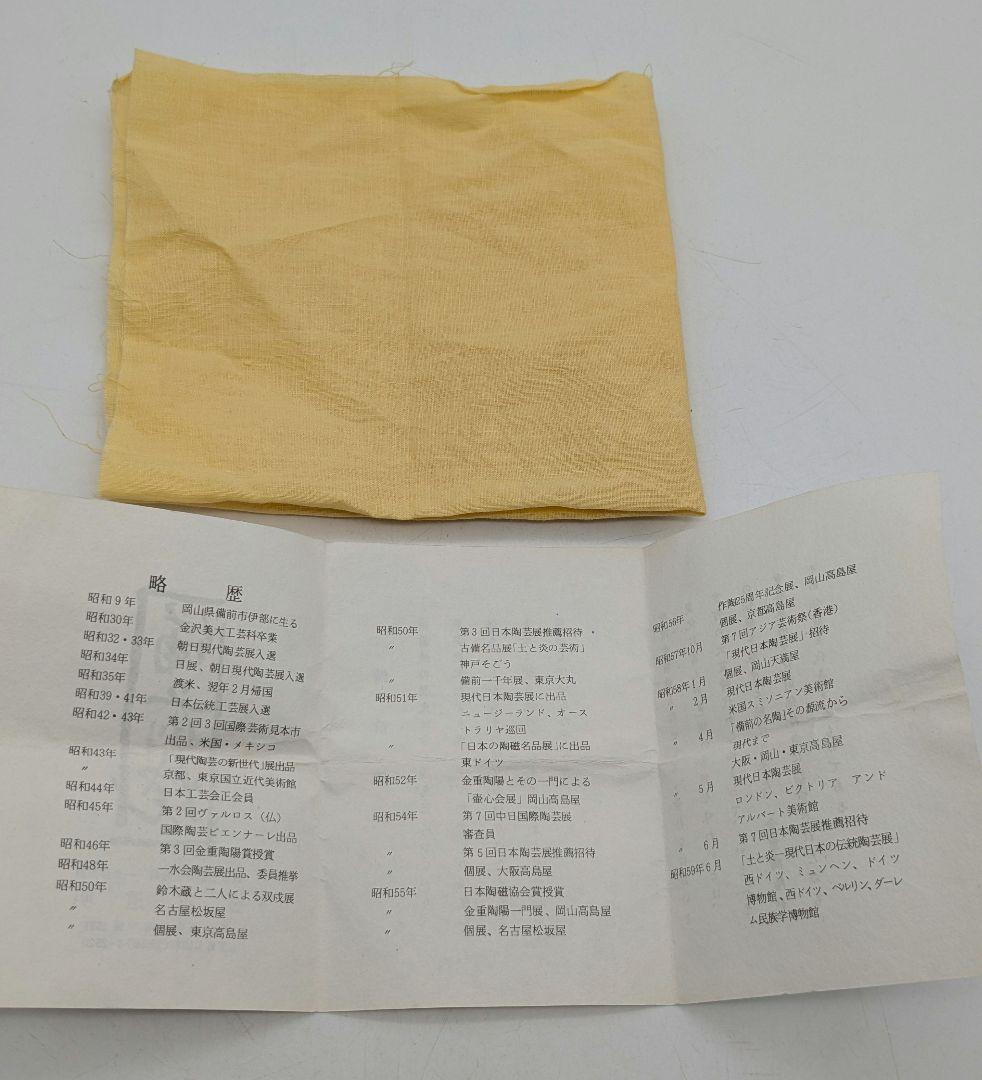 略 歴
昭和9年 岡山県備前市伊部に生る
昭和30年 金沢美大工芸科卒業
昭和32・33年 朝日現代陶芸展入選
昭和34年 日展、朝日現代陶芸展入選
昭和35年 渡米、翌年2月帰国
昭和39・41年 日本伝統工芸展入選
昭和42・43年 第2回3回国際芸術見本市
出品、米国・メキシコ
昭和43年 「現代陶芸の新世代」展出品
〃 京都、東京国立近代美術館
昭和44年 日本工芸会正会員
昭和45年 第2回ヴァルロス（仏）
国際陶芸ビエンナーレ出品
昭和46年 第3回金重陶陽賞授賞
昭和48年 一水会陶芸展出品、委員推挙
昭和50年 鈴木蔵と二人による双戍展
〃 名古屋松坂屋
〃 個展、東京高島屋
昭和50年 第3回日本陶芸展推薦招待
〃 古備名品展「土と炎の芸術」
神戸そごう
〃 備前一千年展、東京大丸
昭和51年 現代日本陶芸展に出品
ニュージーランド、オース
トラリヤ巡回
〃 「日本の陶磁名品展」に出品
東ドイツ
昭和52年 金重陶陽とその一門による
「壷心会展」岡山高島屋
昭和54年 第7回中日国際陶芸展
審査員
〃 第5回日本陶芸展推薦招待
〃 個展、大阪高島屋
昭和55年 日本陶磁協会賞授賞
〃 金重陶陽一門展、岡山高島屋
〃 個展、名古屋松坂屋
昭和56年 作陶25周年記念展、岡山高島屋
個展、京都高島屋
昭和57年10月 第7回アジア芸術祭（香港）
「現代日本陶芸展」招待
昭和58年1月 個展、岡山天満屋
〃 2月 現代日本陶芸展
米国スミソニアン美術館
〃 4月 「備前の名陶」その源流から
現代まで
大阪・岡山・東京高島屋
〃 5月 現代日本陶芸展
ロンドン、ビクトリア アンド
アルバート美術館
〃 6月 第7回日本陶芸展推薦招待
昭和59年6月 「土と炎―現代日本の伝統陶芸展」
西ドイツ、ミュンヘン、ドイツ
博物館、西ドイツ、ベルリン、ダーレ
ム民族学博物館